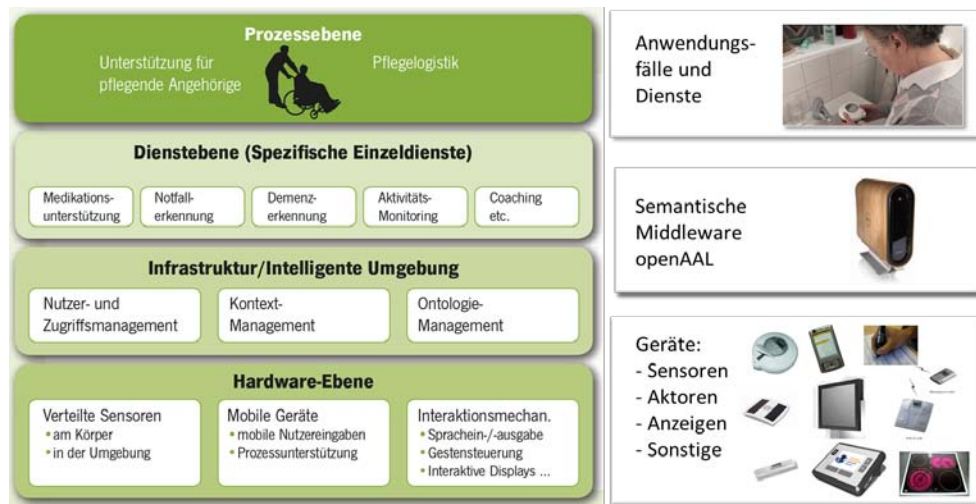 Prozessebene
Unterstützung für
pflegende Angehörige
Pflegelogistik
Dienstebene (Spezifische Einzeldienste)
Medikations-
unterstützung
Notfall-
erkennung
Demenz-
erkennung
Aktivitäts-
Monitoring
Coaching
etc.
Infrastruktur/Intelligente Umgebung
Nutzer- und
Zugriffsmanagement
Kontext-
Management
Ontologie-
Management
Hardware-Ebene
Verteilte Sensoren
• am Körper
• in der Umgebung
Mobile Geräte
• mobile Nutzereingaben
• Prozessunterstützung
Interaktionsmechan.
• Sprachein-/-ausgabe
• Gestensteuerung
• Interaktive Displays ...
Anwendungs-
fälle und
Dienste
Semantische
Middleware
openAAL
Geräte:
- Sensoren
- Aktoren
- Anzeigen
- Sonstige